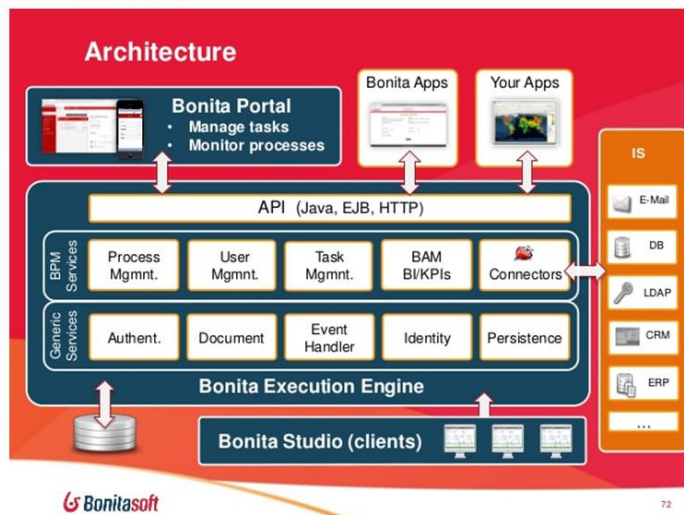 Architecture
Bonita Portal
• Manage tasks
• Monitor processes
Bonita Apps
Your Apps
IS
E-Mail
DB
LDAP
CRM
ERP
...
API (Java, EJB, HTTP)
BPM
Services
Process
Mgmnt.
User
Mgmnt.
Task
Mgmnt.
BAM
BI/KPIs
Connectors
Generic
Services
Authent.
Document
Event
Handler
Identity
Persistence
Bonita Execution Engine
Bonita Studio (clients)
Bonitasoft
72